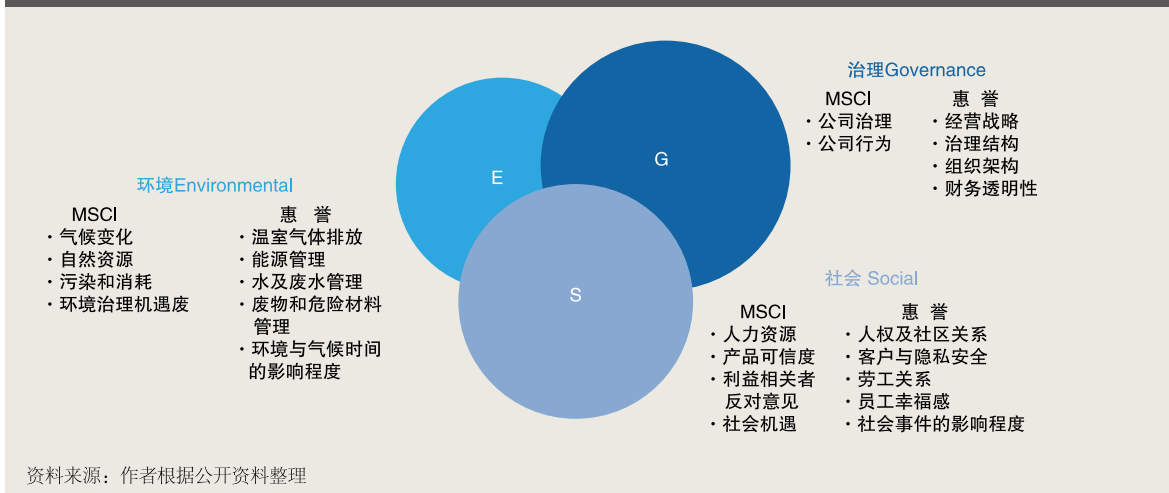 治理Governance
MSCI
· 公司治理
· 公司行为
惠 誉
· 经营战略
· 治理结构
· 组织架构
· 财务透明性
E
G
S
环境Environmental
MSCI
· 气候变化
· 自然资源
· 污染和消耗
· 环境治理机遇废
惠 誉
· 温室气体排放
· 能源管理
· 水及废水管理
· 废物和危险材料
管理
· 环境与气候时间
的影响程度
社会 Social
MSCI
· 人力资源
· 产品可信度
· 利益相关者
反对意见
· 社会机遇
惠 誉
· 人权及社区关系
· 客户与隐私安全
· 劳工关系
· 员工幸福感
· 社会事件的影响程度
资料来源：作者根据公开资料整理